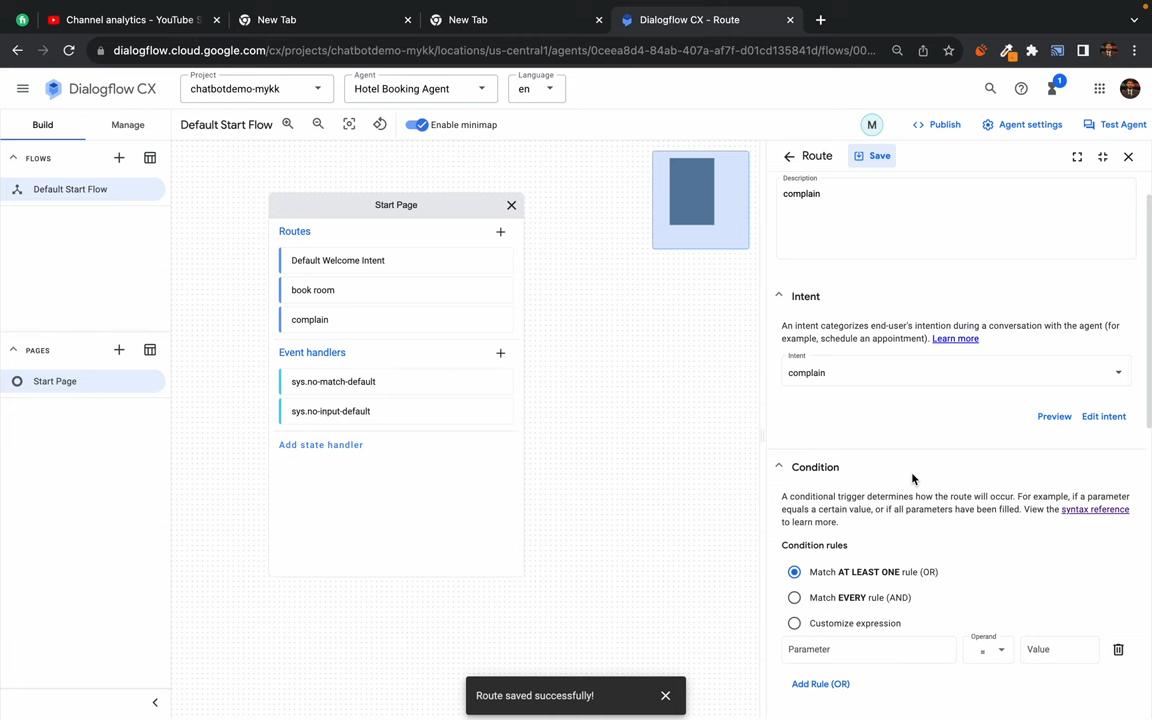 Channel analytics - YouTube S
New Tab
New Tab
Dialogflow CX - Route
dialogflow.cloud.google.com/cx/projects/chatbotdemo-mykk/locations/us-central1/agents/0ceea8d4-84ab-407a-af7f-d01cd135841d/flows/00...
Dialogflow CX
Project
chatbotdemo-mykk
Agent
Hotel Booking Agent
Language
en
1
Build
Manage
Default Start Flow
Enable minimap
M
Publish
Agent settings
Test Agent
FLOWS
Default Start Flow
PAGES
Start Page
Start Page
Routes
Default Welcome Intent
book room
complain
Event handlers
sys.no-match-default
sys.no-input-default
Add state handler
Route
Save
Description
complain
Intent
An intent categorizes end-user's intention during a conversation with the agent (for
example, schedule an appointment). Learn more
Intent
complain
Preview
Edit intent
Condition
A conditional trigger determines how the route will occur. For example, if a parameter
equals a certain value, or if all parameters have been filled. View the syntax reference
to learn more.
Condition rules
Match AT LEAST ONE rule (OR)
Match EVERY rule (AND)
Customize expression
Parameter
Operand
=
Value
Add Rule (OR)
Route saved successfully!